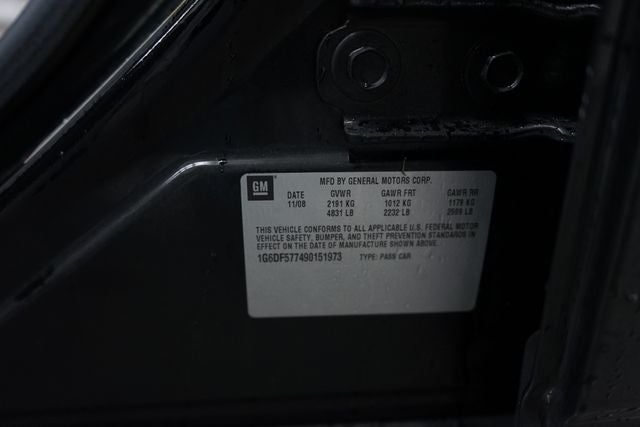 GM
MFD BY GENERAL MOTORS CORP.
DATE GVWR GAWR FRT GAWR RR
11/08 2191 KG 1012 KG 1179 KG
4831 LB 2232 LB 2599 LB
THIS VEHICLE CONFORMS TO ALL APPLICABLE U.S. FEDERAL MOTOR
VEHICLE SAFETY, BUMPER, AND THEFT PREVENTION STANDARDS IN
EFFECT ON THE DATE OF MANUFACTURE SHOWN ABOVE.
1G6DF577490151973 TYPE: PASS CAR